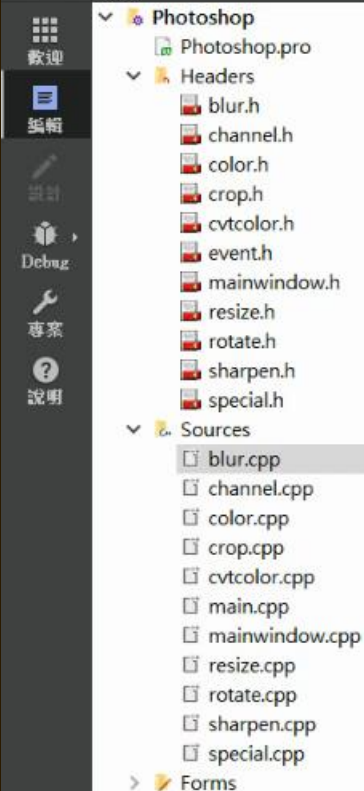 歡迎
編輯
設計
Debug
專案
說明
Photoshop
Photoshop.pro
Headers
blur.h
channel.h
color.h
crop.h
cvtcolor.h
event.h
mainwindow.h
resize.h
rotate.h
sharpen.h
special.h
Sources
blur.cpp
channel.cpp
color.cpp
crop.cpp
cvtcolor.cpp
main.cpp
mainwindow.cpp
resize.cpp
rotate.cpp
sharpen.cpp
special.cpp
Forms